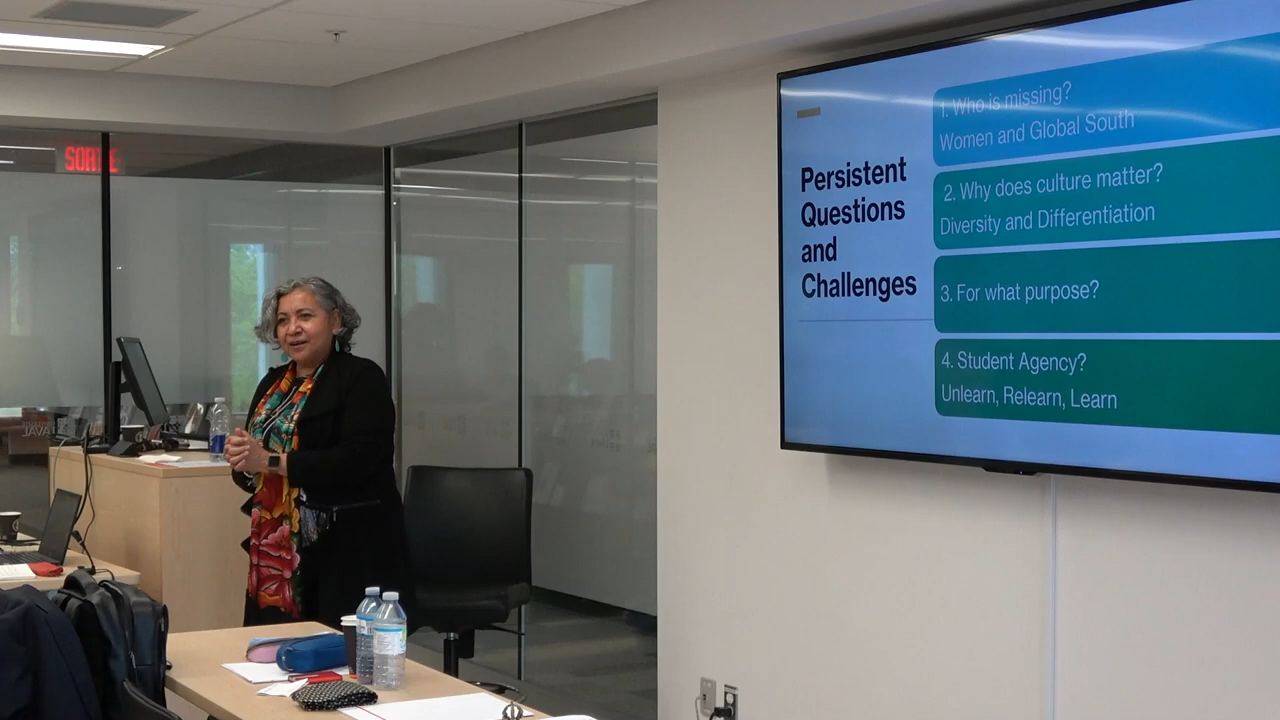 SORTIE
Persistent
Questions
and
Challenges
1. Who is missing?
Women and Global South
2. Why does culture matter?
Diversity and Differentiation
3. For what purpose?
4. Student Agency?
Unlearn, Relearn, Learn